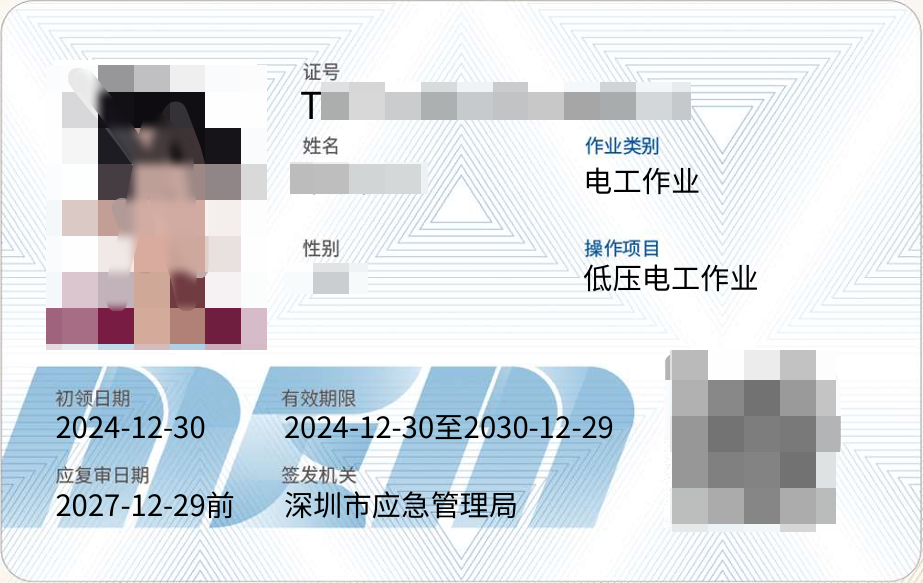 证号
T
姓名
作业类别
电工作业
性别
操作项目
低压电工作业
初领日期
有效期限
2024-12-30
2024-12-30至2030-12-29
应复审日期
签发机关
2027-12-29前
深圳市应急管理局